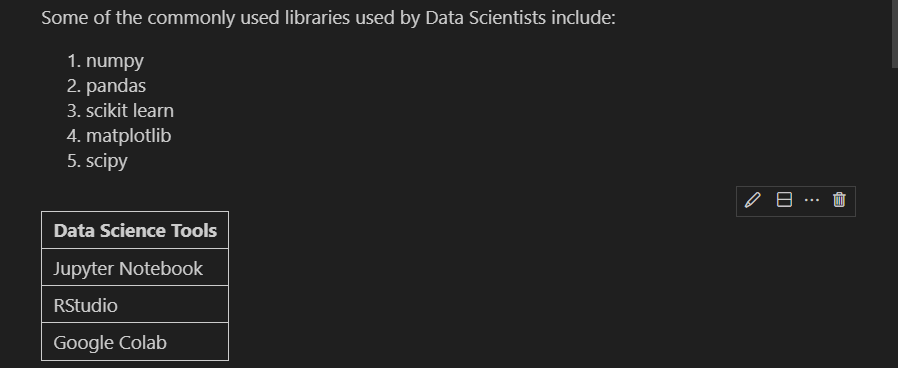 Some of the commonly used libraries used by Data Scientists include:
1. numpy
2. pandas
3. scikit learn
4. matplotlib
5. scipy
Data Science Tools
Jupyter Notebook
RStudio
Google Colab